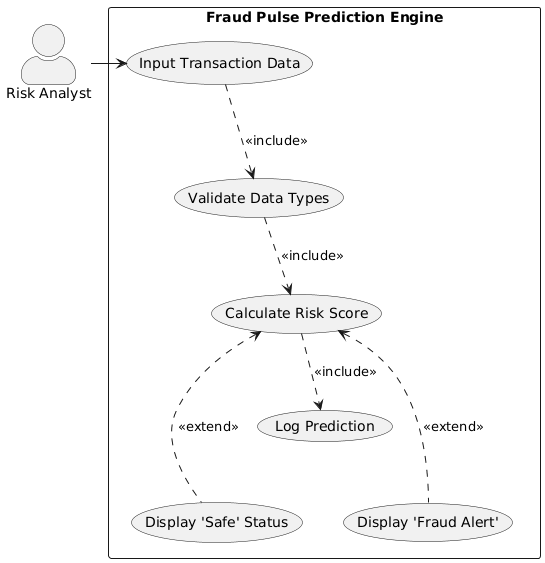 Fraud Pulse Prediction Engine
Input Transaction Data
Risk Analyst
«include»
Validate Data Types
«include»
Calculate Risk Score
«include»
Log Prediction
«extend»
«extend»
Display 'Safe' Status
Display 'Fraud Alert'